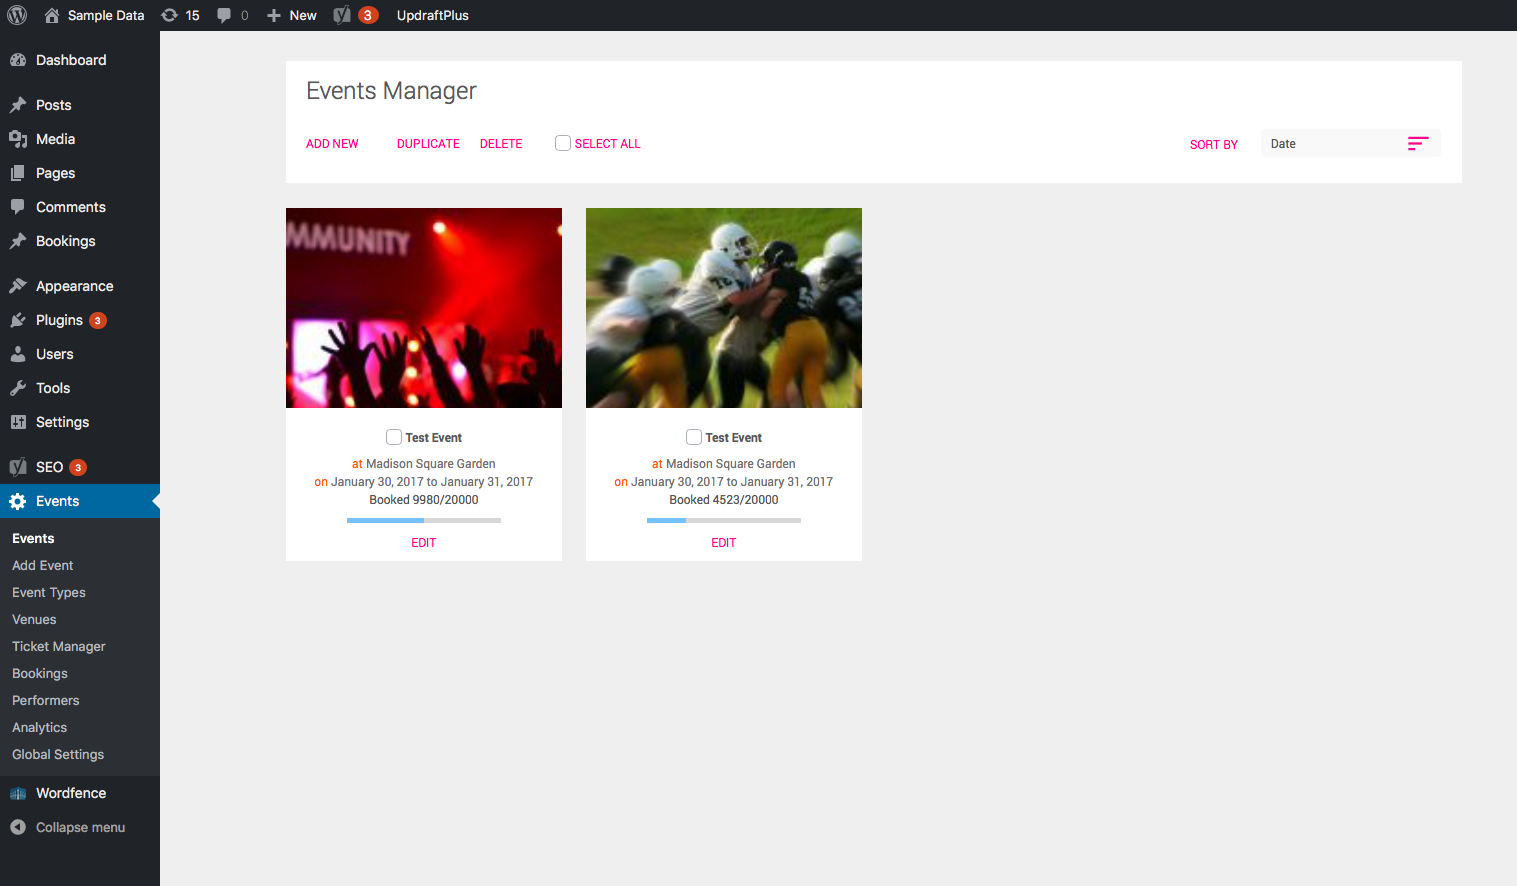 Sample Data 15 0 New 3 UpdraftPlus
Dashboard
Posts
Media
Pages
Comments
Bookings
Appearance
Plugins 3
Users
Tools
Settings
SEO 3
Events
Events
Add Event
Event Types
Venues
Ticket Manager
Bookings
Performers
Analytics
Global Settings
Wordfence
Collapse menu
Events Manager
ADD NEW DUPLICATE DELETE SELECT ALL SORT BY Date
MMUNITY
Test Event
at Madison Square Garden
on January 30, 2017 to January 31, 2017
Booked 9980/20000
EDIT
Test Event
at Madison Square Garden
on January 30, 2017 to January 31, 2017
Booked 4523/20000
EDIT